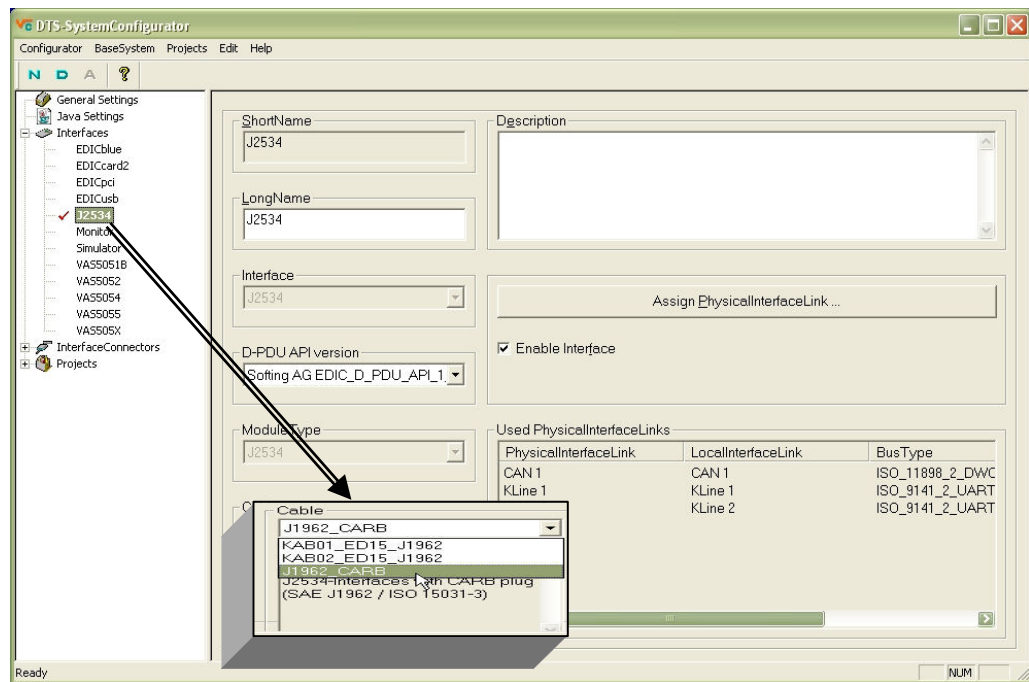 DTS-SystemConfigurator
Configurator BaseSystem Projects Edit Help
N D A ?
General Settings
Java Settings
Interfaces
EDICblue
EDICcard2
EDICpci
EDICusb
J2534
Monitor
Simulator
VAS5051B
VAS5052
VAS5054
VAS5055
VAS505X
InterfaceConnectors
Projects
ShortName
J2534
LongName
J2534
Interface
J2534
D-PDU API version
Softing AG EDIC_D_PDU_API_1_
ModuleType
J2534
Description
Assign PhysicalInterfaceLink ...
Enable Interface
Used PhysicalInterfaceLinks
PhysicalInterfaceLink LocalInterfaceLink BusType
CAN 1 CAN 1 ISO_11898_2_DWC
KLine 1 KLine 1 ISO_9141_2_UART
KLine 2 ISO_9141_2_UART
Cable
J1962_CARB
KAB01_ED15_J1962
KAB02_ED15_J1962
J1962_CARB
J2534-Interfaces with CARB plug
(SAE J1962 / ISO 15031-3)
Ready
NUM